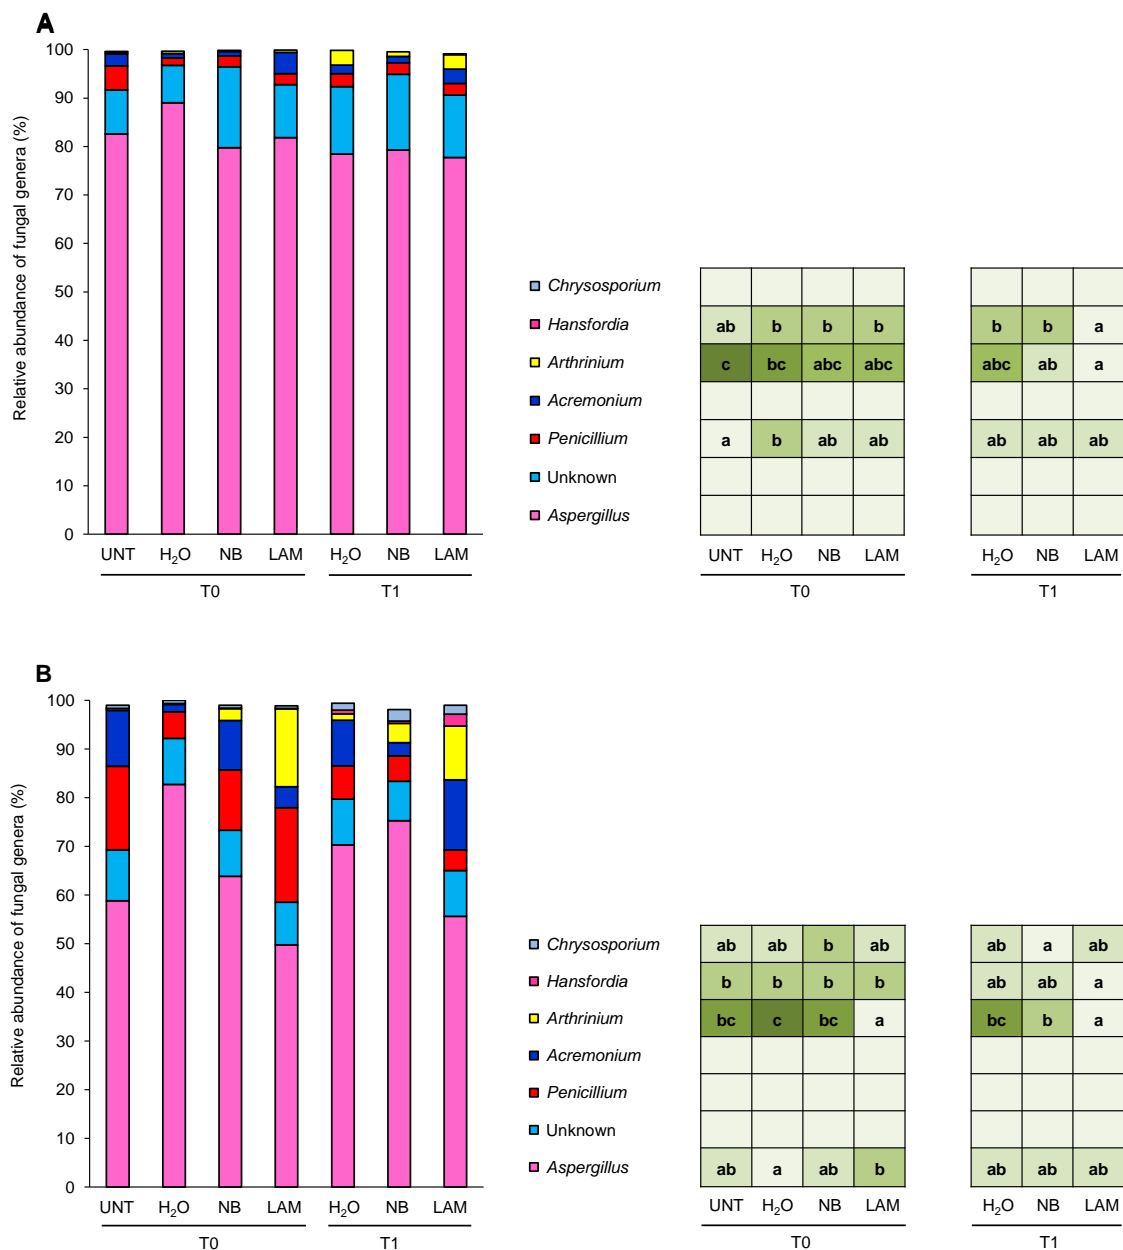 A
Relative abundance of fungal genera (%)
100
90
80
70
60
50
40
30
20
10
0
UNT H₂O NB LAM H₂O NB LAM
T0 T1
Chrysosporium
Hansfordia
Arthrinium
Acremonium
Penicillium
Unknown
Aspergillus
ab b b b b b a
c bc abc abc abc ab a
a b ab ab ab ab ab
UNT H₂O NB LAM H₂O NB LAM
T0 T1
B
Relative abundance of fungal genera (%)
100
90
80
70
60
50
40
30
20
10
0
UNT H₂O NB LAM H₂O NB LAM
T0 T1
Chrysosporium
Hansfordia
Arthrinium
Acremonium
Penicillium
Unknown
Aspergillus
ab ab b ab ab a ab
b b b b ab ab a
bc c bc a bc b a
ab a ab b ab ab ab
UNT H₂O NB LAM H₂O NB LAM
T0 T1